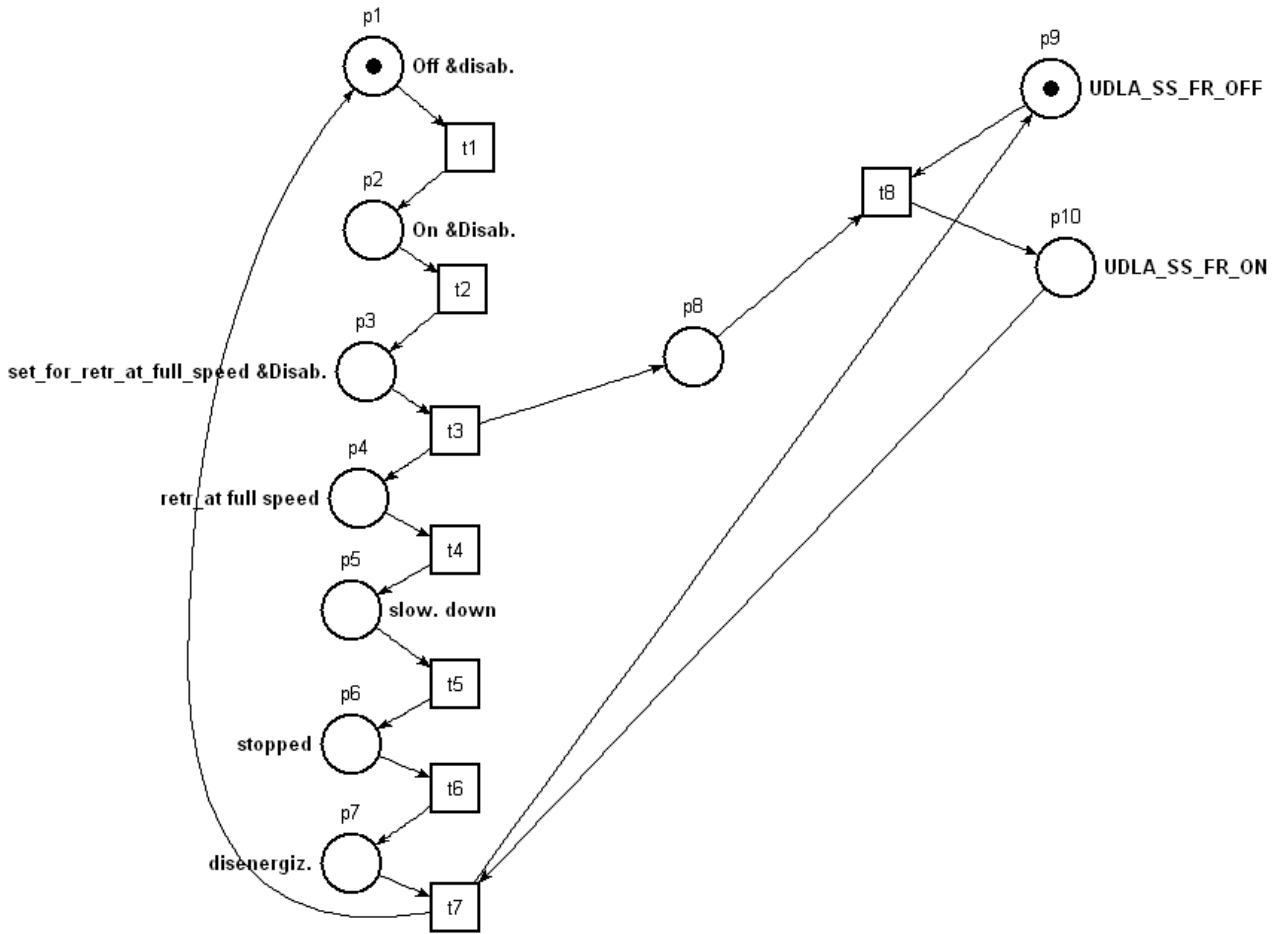 p1
Off &disab.
t1
p2
On &Disab.
t2
p3
set_for_retr_at_full_speed &Disab.
t3
p4
retr_at full speed
t4
p5
slow. down
t5
p6
stopped
t6
p7
disenergiz.
t7
p8
t8
p9
UDLA_SS_FR_OFF
p10
UDLA_SS_FR_ON